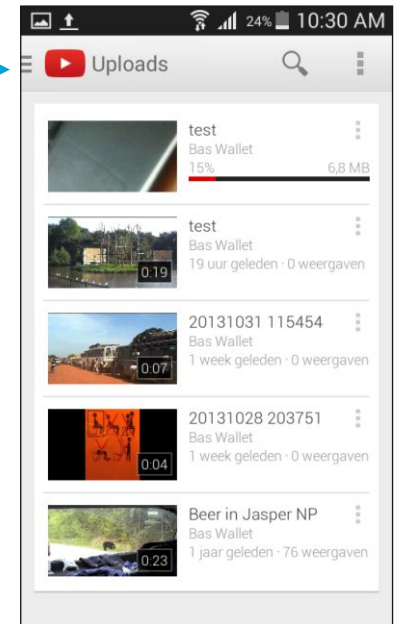 24% 10:30 AM
Uploads
test
Bas Wallet
15% 6,8 MB
test
Bas Wallet
19 uur geleden · 0 weergaven
0:19
20131031 115454
Bas Wallet
1 week geleden · 0 weergaven
0:07
20131028 203751
Bas Wallet
1 week geleden · 0 weergaven
0:04
Beer in Jasper NP
Bas Wallet
1 jaar geleden · 76 weergaven
0:23